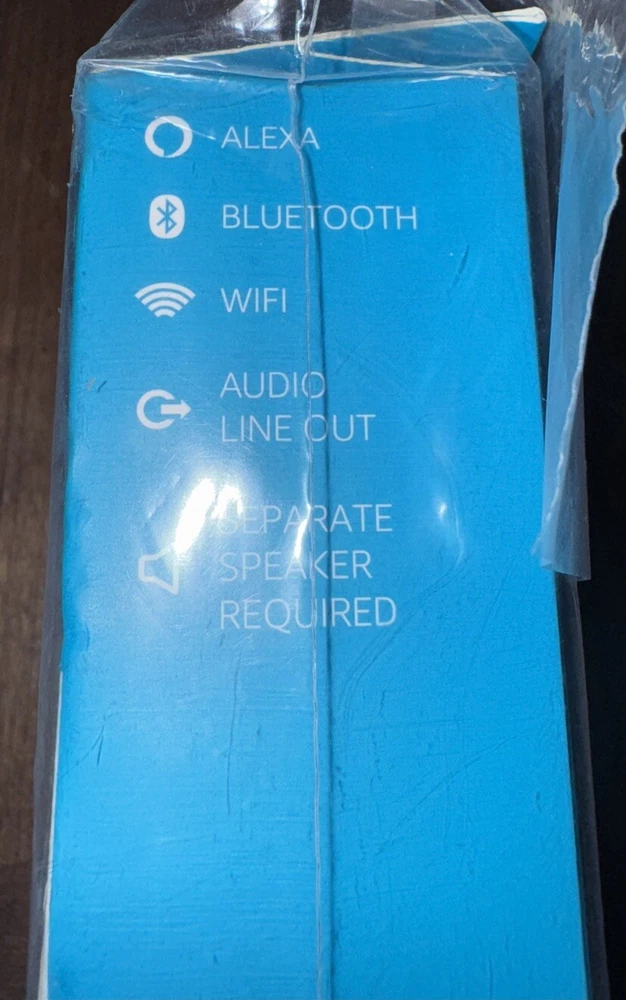 ALEXA
BLUETOOTH
WIFI
AUDIO
LINE OUT
SEPARATE
SPEAKER
REQUIRED